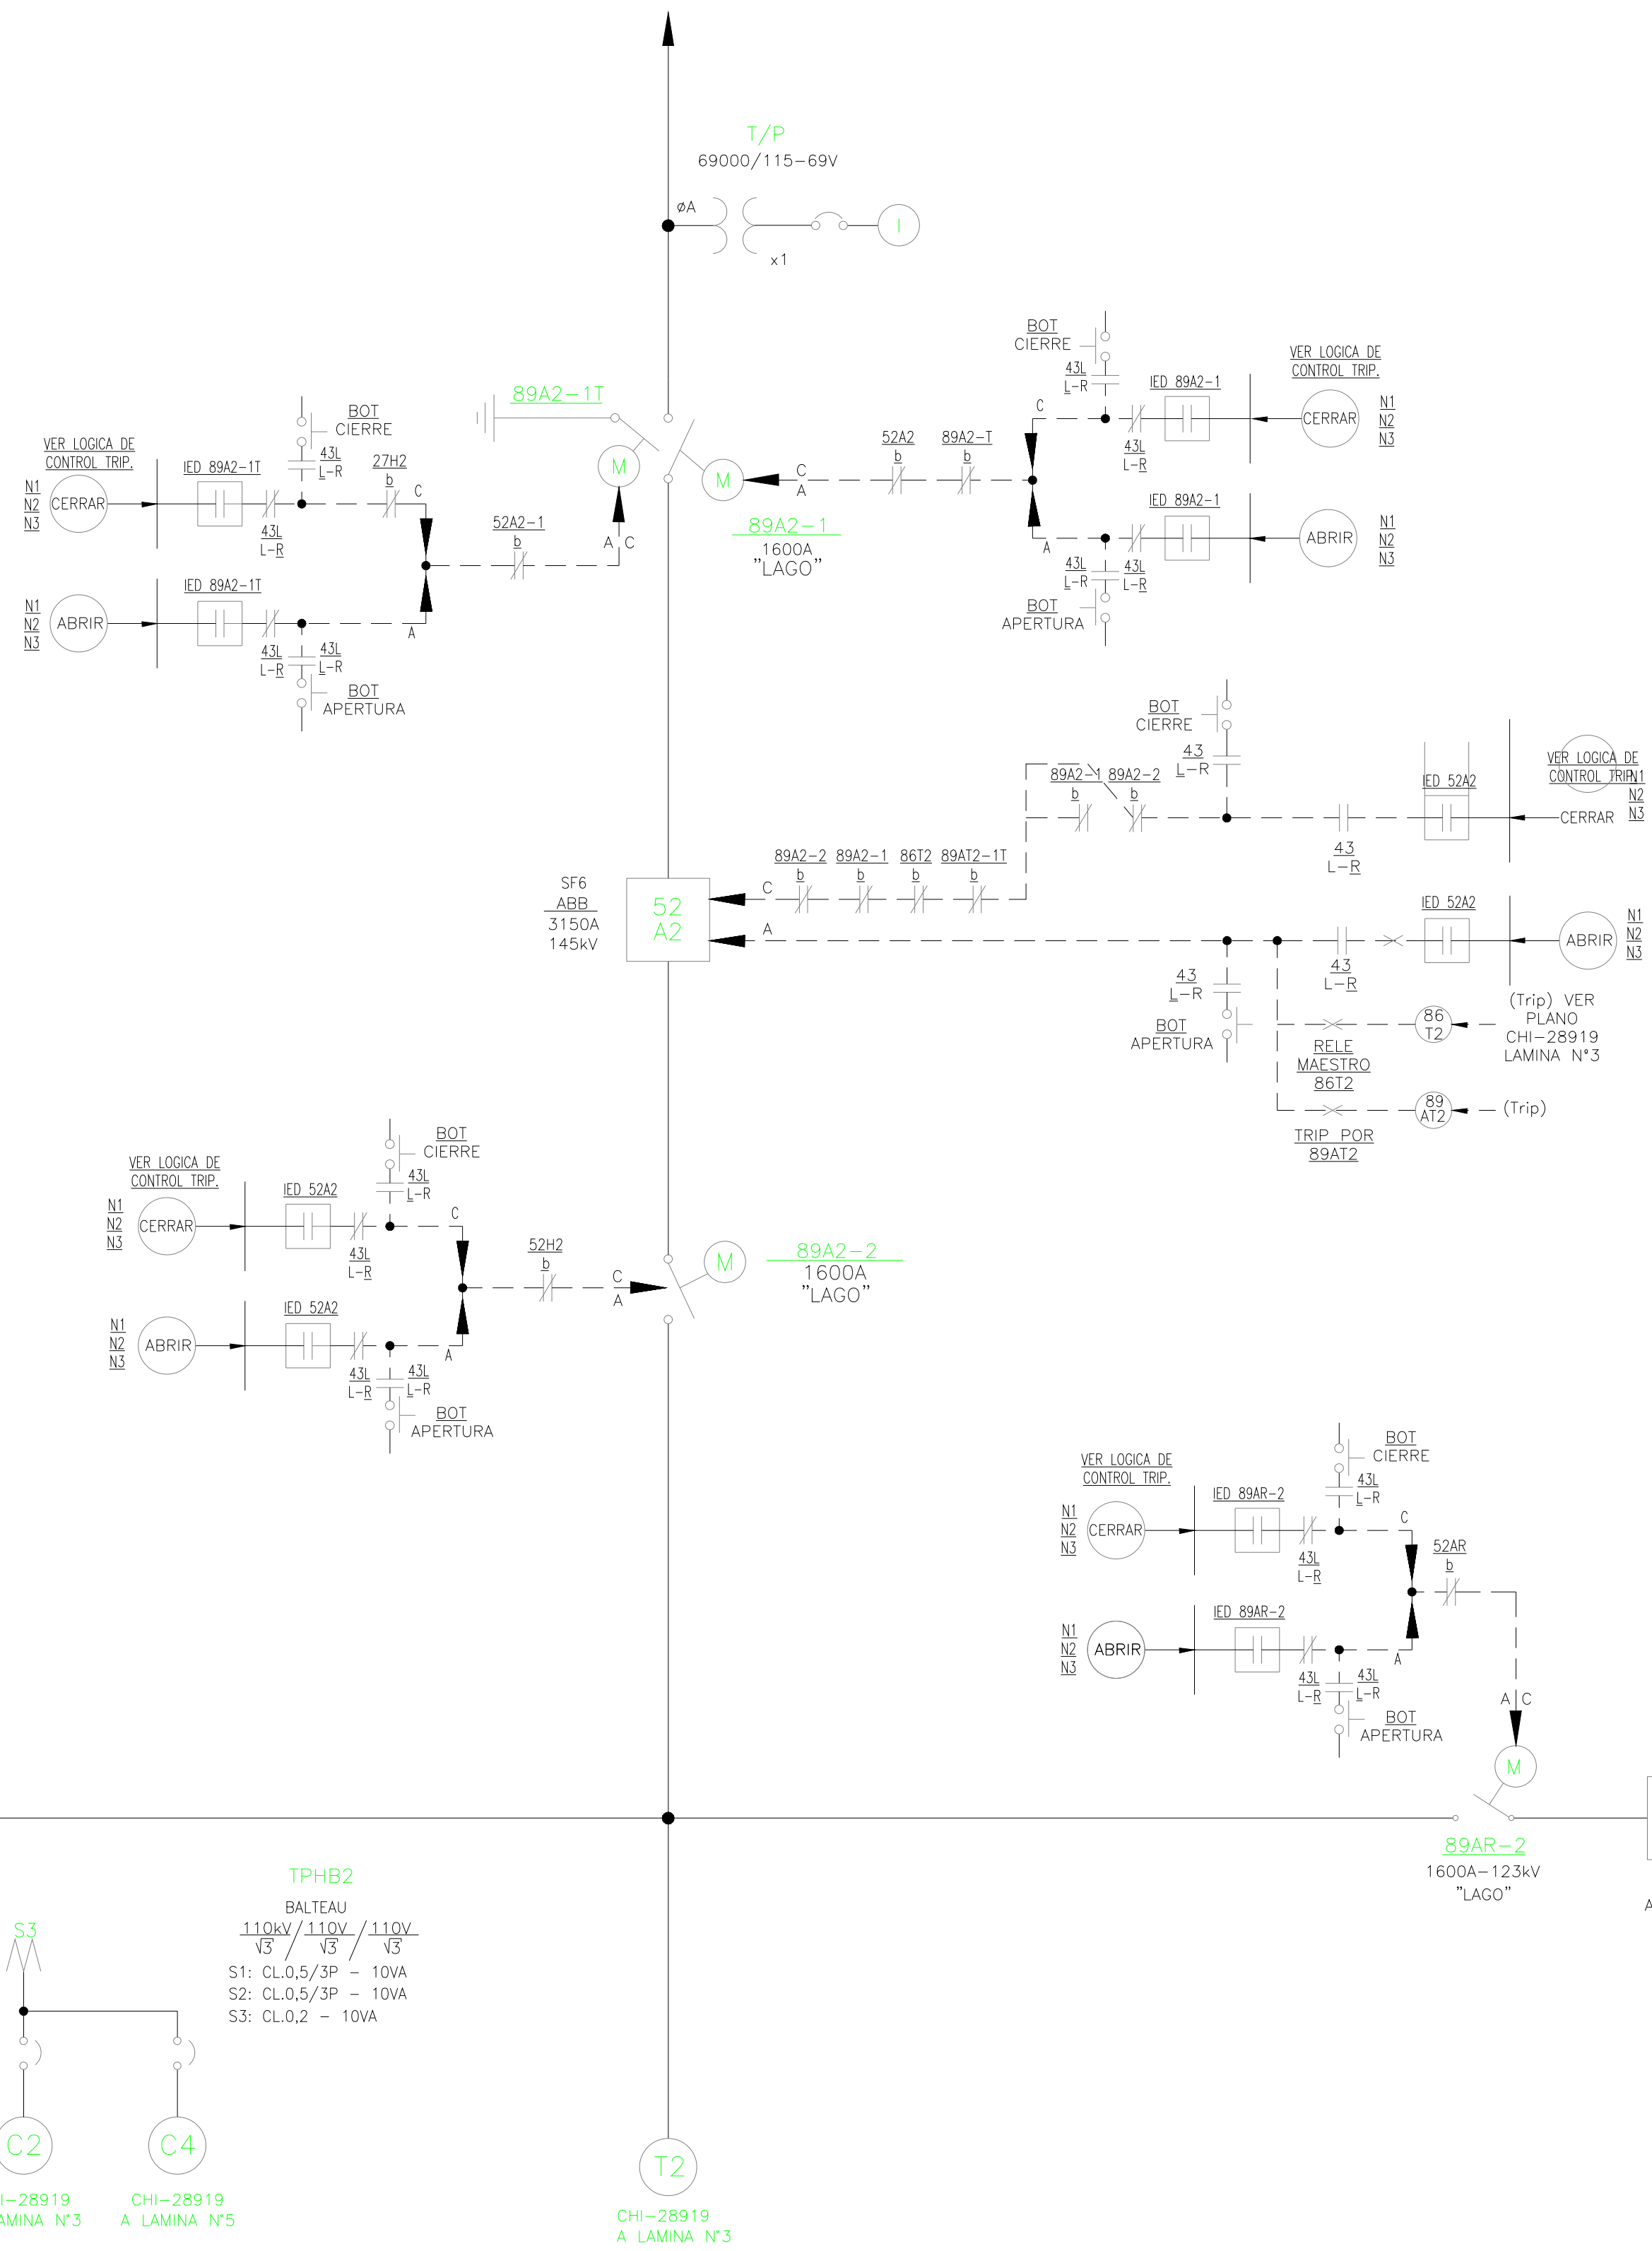 T/P
69000/115-69V
øA
I
x1
89A2-1T
M
M
89A2-1
1600A
"LAGO"
VER LOGICA DE
CONTROL TRIP.
N1
N2
N3
CERRAR
IED 89A2-1T
43L
L-R
BOT
CIERRE
43L
L-R
27H2
b
C
52A2-1
b
A C
N1
N2
N3
ABRIR
IED 89A2-1T
43L
L-R
43L
L-R
A
BOT
APERTURA
BOT
CIERRE
43L
L-R
IED 89A2-1
VER LOGICA DE
CONTROL TRIP.
CERRAR
N1
N2
N3
C
43L
L-R
52A2
b
89A2-T
b
C
A
IED 89A2-1
ABRIR
N1
N2
N3
A
43L
L-R
43L
L-R
BOT
APERTURA
BOT
CIERRE
43
L-R
89A2-1
b
89A2-2
b
43
L-R
IED 52A2
VER LOGICA DE
CONTROL TRIP.
N1
N2
N3
CERRAR
SF6
ABB
3150A
145kV
52
A2
C
89A2-2
b
89A2-1
b
86T2
b
89AT2-1T
b
A
IED 52A2
ABRIR
N1
N2
N3
43
L-R
43
L-R
BOT
APERTURA
86
T2
(Trip) VER
PLANO
CHI-28919
LAMINA N°3
RELE
MAESTRO
86T2
89
AT2
(Trip)
TRIP POR
89AT2
VER LOGICA DE
CONTROL TRIP.
N1
N2
N3
CERRAR
IED 52A2
43L
L-R
BOT
CIERRE
43L
L-R
C
52H2
b
C
A
M
89A2-2
1600A
"LAGO"
N1
N2
N3
ABRIR
IED 52A2
43L
L-R
43L
L-R
A
BOT
APERTURA
VER LOGICA DE
CONTROL TRIP.
N1
N2
N3
CERRAR
IED 89AR-2
43L
L-R
BOT
CIERRE
43L
L-R
C
52AR
b
N1
N2
N3
ABRIR
IED 89AR-2
43L
L-R
43L
L-R
A
BOT
APERTURA
A C
M
89AR-2
1600A-123kV
"LAGO"
A
TPHB2
BALTEAU
110kV/√3 / 110V/√3 / 110V/√3
S1: CL.0,5/3P - 10VA
S2: CL.0,5/3P - 10VA
S3: CL.0,2 - 10VA
S3
C2
C4
T2
I-28919
AMINA N°3
CHI-28919
A LAMINA N°5
CHI-28919
A LAMINA N°3